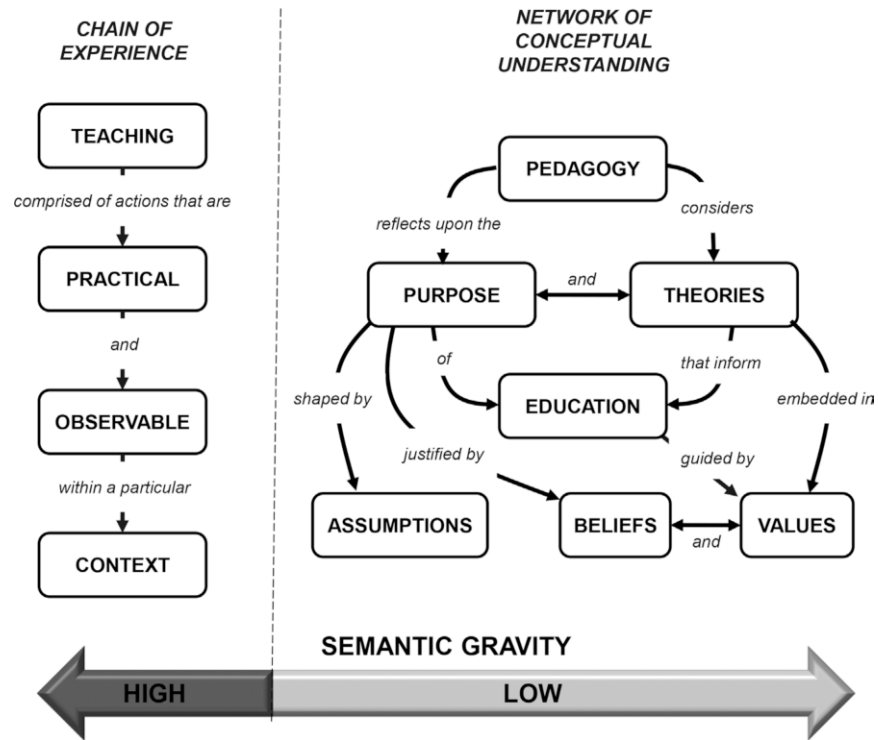 CHAIN OF
EXPERIENCE
TEACHING
comprised of actions that are
PRACTICAL
and
OBSERVABLE
within a particular
CONTEXT
NETWORK OF
CONCEPTUAL
UNDERSTANDING
PEDAGOGY
reflects upon the
considers
PURPOSE
and
THEORIES
of
that inform
shaped by
EDUCATION
embedded in
justified by
guided by
ASSUMPTIONS
BELIEFS
and
VALUES
SEMANTIC GRAVITY
HIGH
LOW